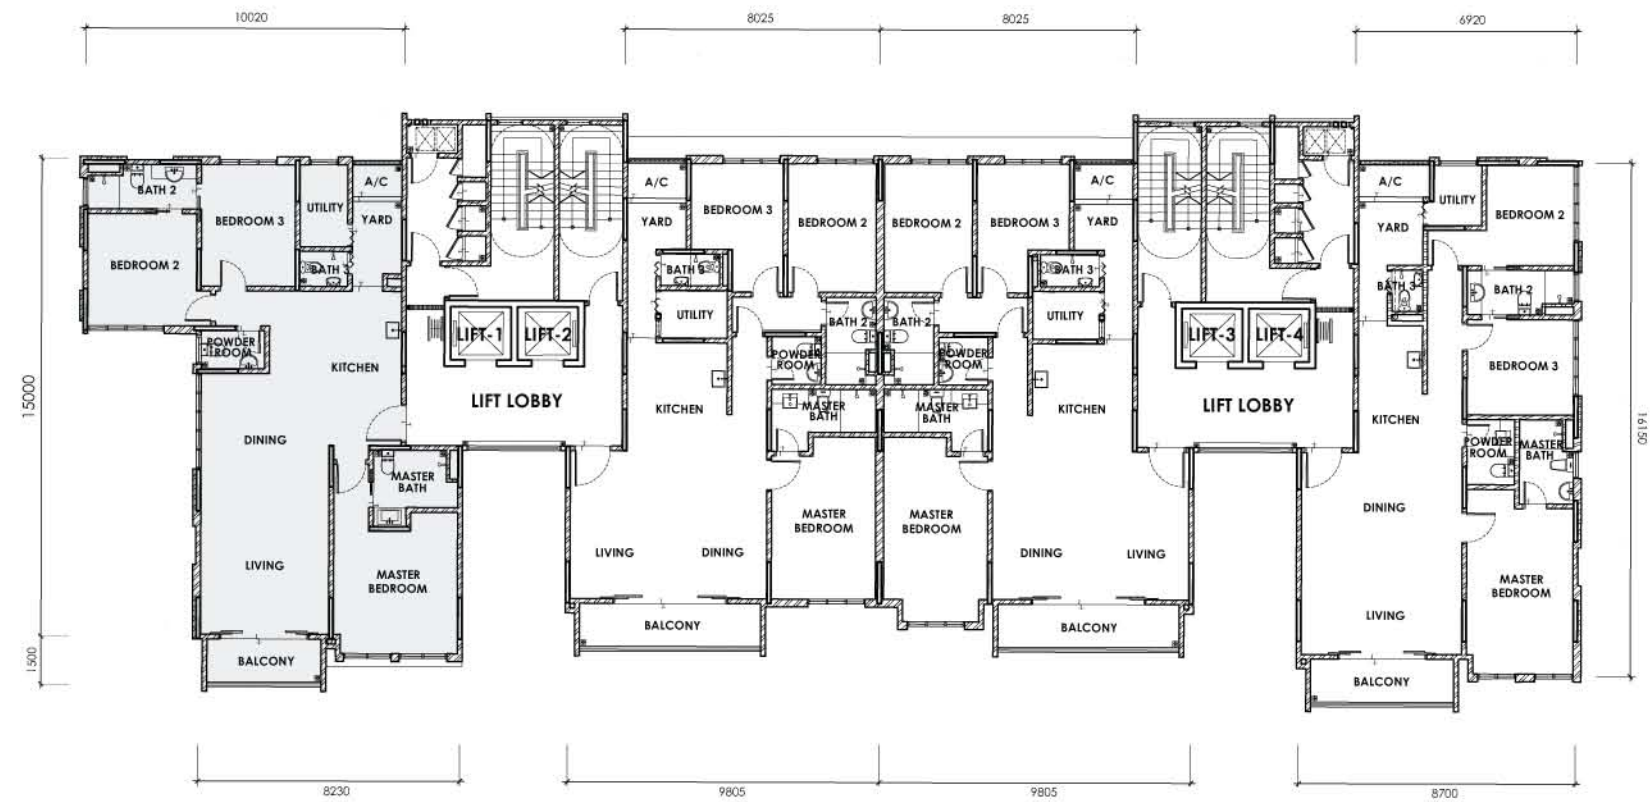 10020
8025
8025
6920
BATH 2
BEDROOM 3
UTILITY
A/C
YARD
BEDROOM 2
BATH 3
POWDER
ROOM
KITCHEN
DINING
LIVING
MASTER
BATH
MASTER
BEDROOM
BALCONY
LIFT-1
LIFT-2
LIFT LOBBY
A/C
YARD
BEDROOM 3
BEDROOM 2
BATH 3
UTILITY
BATH 2
POWDER
ROOM
KITCHEN
MASTER
BATH
MASTER
BEDROOM
LIVING
DINING
BALCONY
BEDROOM 2
BEDROOM 3
A/C
YARD
BATH 3
UTILITY
BATH 2
POWDER
ROOM
MASTER
BATH
KITCHEN
MASTER
BEDROOM
DINING
LIVING
BALCONY
LIFT-3
LIFT-4
LIFT LOBBY
A/C
UTILITY
BEDROOM 2
YARD
BATH 3
BATH 2
BEDROOM 3
KITCHEN
POWDER
ROOM
MASTER
BATH
DINING
MASTER
BEDROOM
LIVING
BALCONY
15000
1500
16150
8230
9805
9805
8700